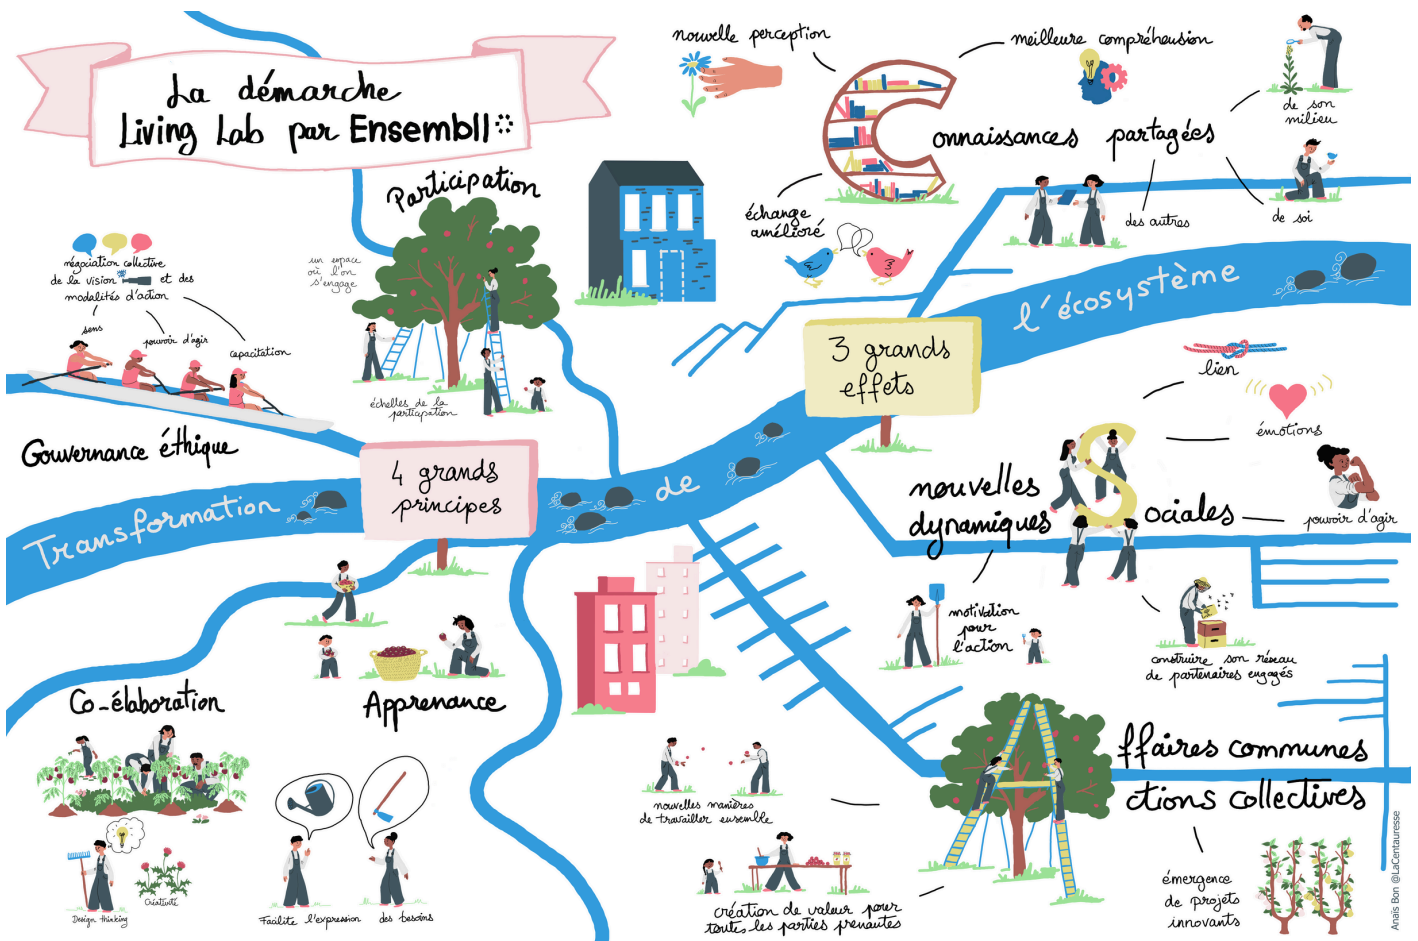 La démarche
Living Lab par Ensembll
Participation
un espace
où l'on
s'engage
échelles de la
participation
négociation collective
de la vision et des
modalités d'action
sens
pouvoir d'agir
capacitation
Gouvernance éthique
4 grands
principes
Transformation de l'écosystème
3 grands
effets
Co-élaboration
Design thinking
Créativité
Apprenance
Facilite l'expression des besoins
nouvelle perception
meilleure compréhension
échange
amélioré
Connaissances partagées
de son
milieu
des autres
de soi
nouvelles
dynamiques Sociales
lien
émotions
pouvoir d'agir
motivation
pour
l'action
construire son réseau
de partenaires engagés
Affaires communes
ctions collectives
nouvelles manières
de travailler ensemble
création de valeur pour
toutes les parties prenantes
émergence
de projets
innovants
Anaïs Bon @LaCentauresse